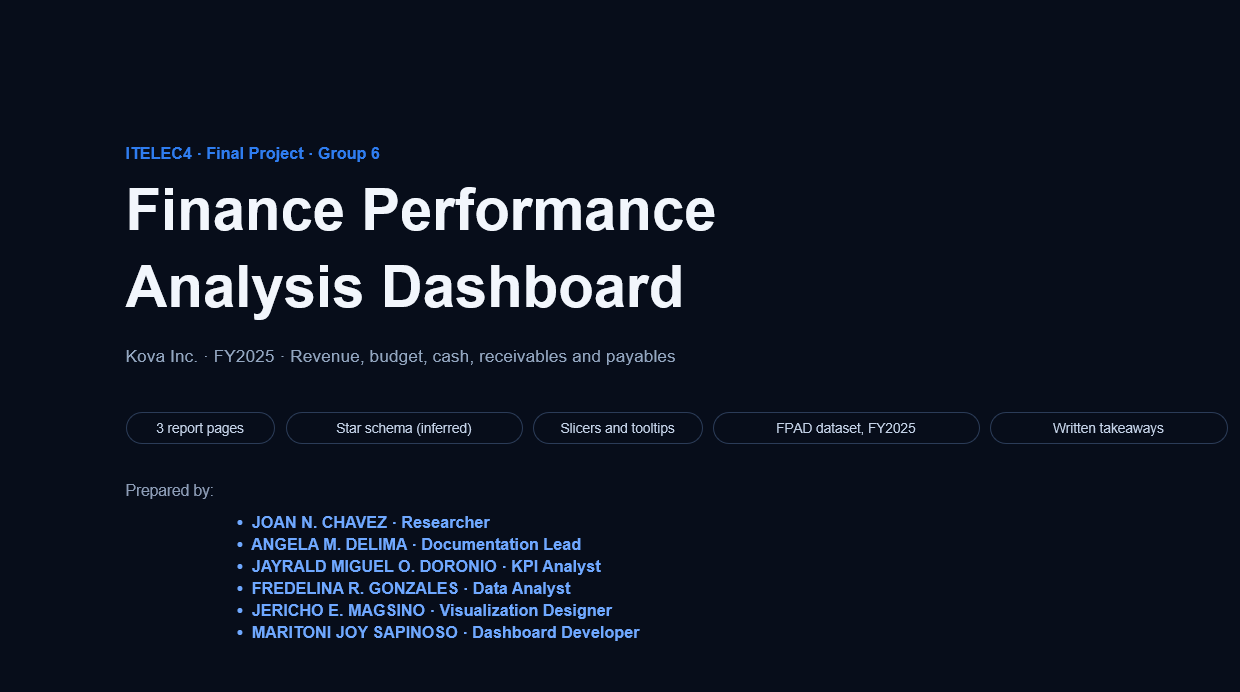 ITELEC4 · Final Project · Group 6
Finance Performance
Analysis Dashboard
Kova Inc. · FY2025 · Revenue, budget, cash, receivables and payables
3 report pages
Star schema (inferred)
Slicers and tooltips
FPAD dataset, FY2025
Written takeaways
Prepared by:
• JOAN N. CHAVEZ · Researcher
• ANGELA M. DELIMA · Documentation Lead
• JAYRALD MIGUEL O. DORONIO · KPI Analyst
• FREDELINA R. GONZALES · Data Analyst
• JERICHO E. MAGSINO · Visualization Designer
• MARITONI JOY SAPINOSO · Dashboard Developer